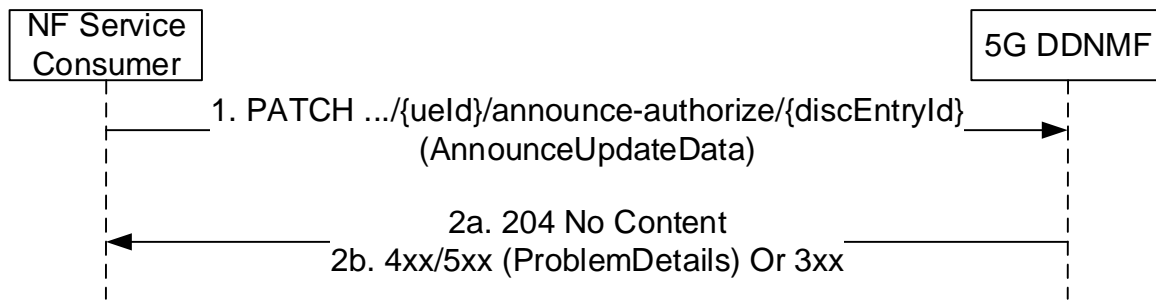 NF Service
Consumer
5G DDNMF
1. PATCH .../{ueId}/announce-authorize/{discEntryId}
(AnnounceUpdateData)
2a. 204 No Content
2b. 4xx/5xx (ProblemDetails) Or 3xx